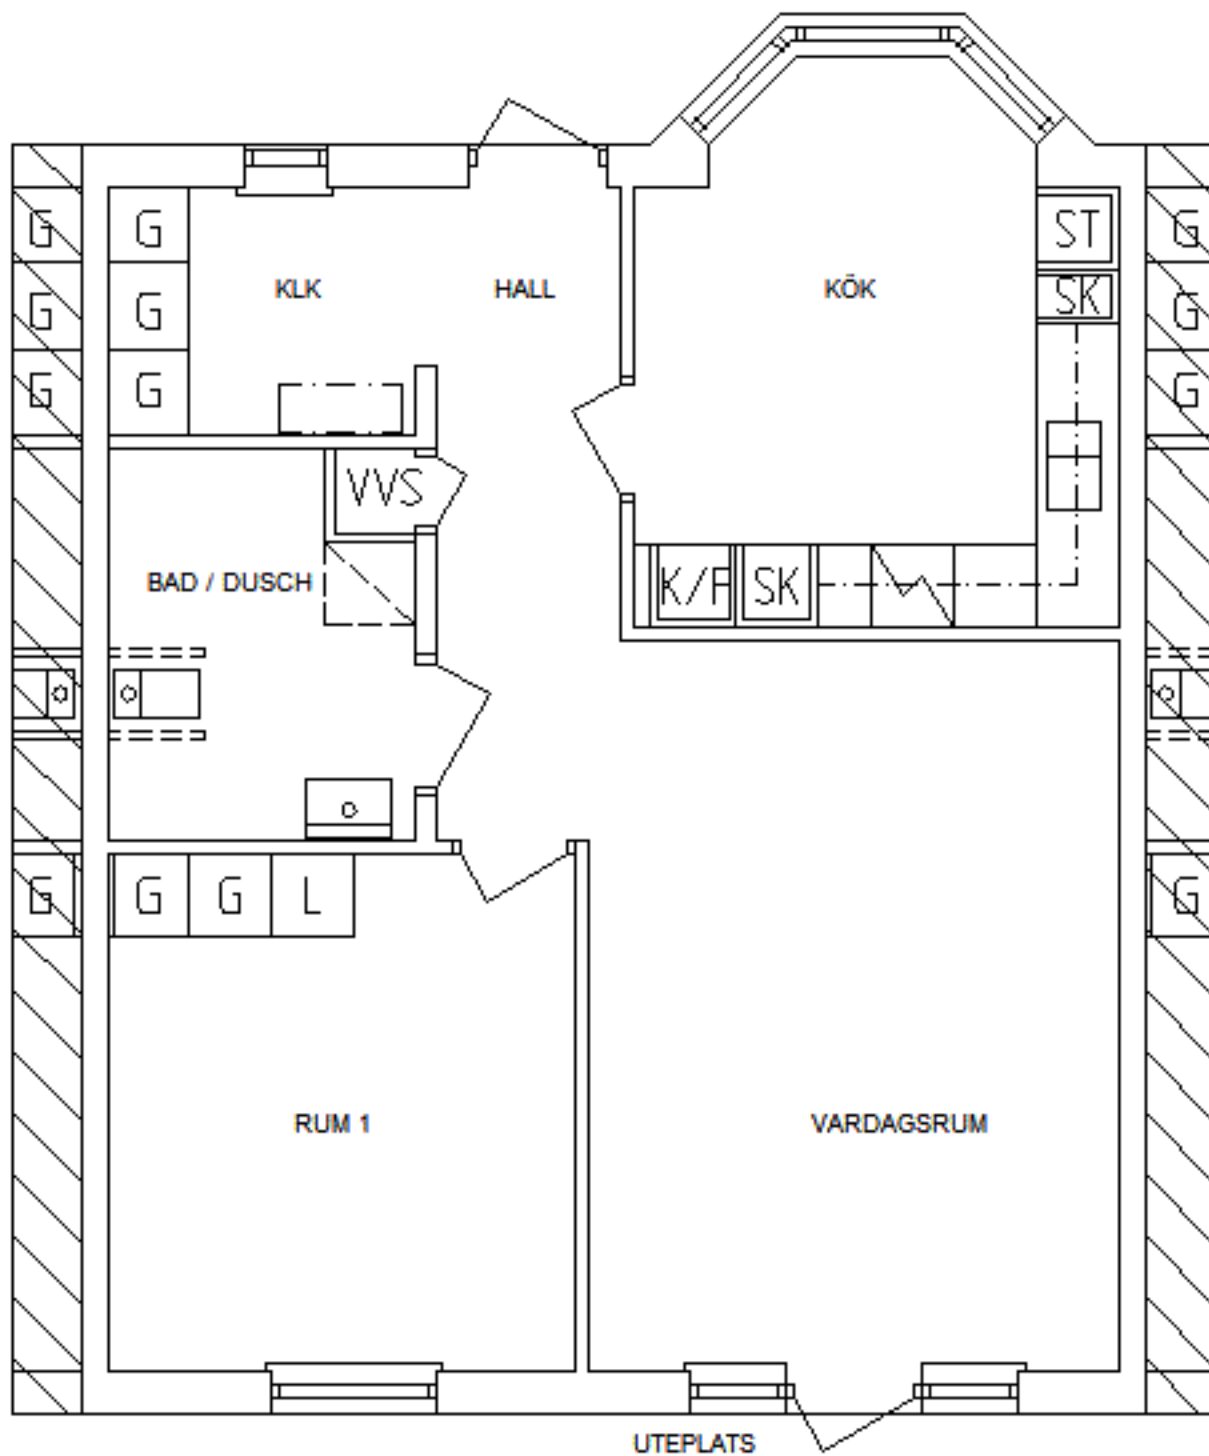 G G G ST
KLK HALL KÖK
G G SK G
G G G
VVS
BAD / DUSCH K/F SK
G G G L G
RUM 1 VARDAGSRUM
UTEPLATS